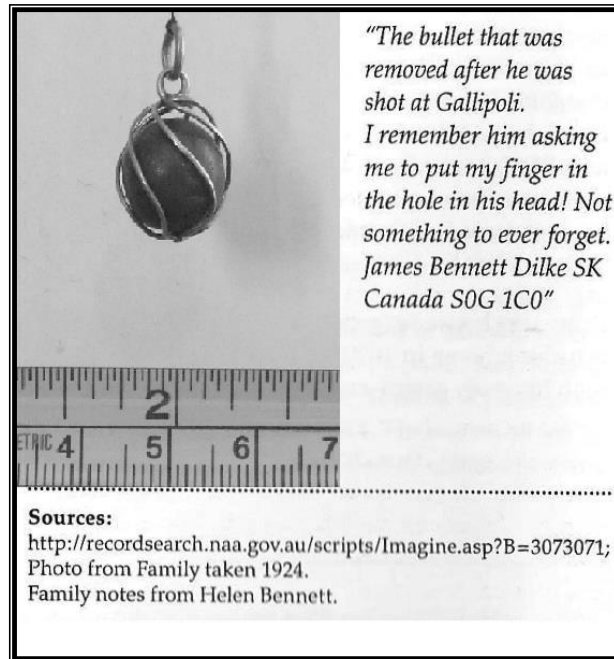 “The bullet that was
removed after he was
shot at Gallipoli.
I remember him asking
me to put my finger in
the hole in his head! Not
something to ever forget.
James Bennett Dilke SK
Canada S0G 1C0”
2
ETRIC 4 5 6 7
Sources:
http://recordsearch.naa.gov.au/scripts/Imagine.asp?B=3073071;
Photo from Family taken 1924.
Family notes from Helen Bennett.